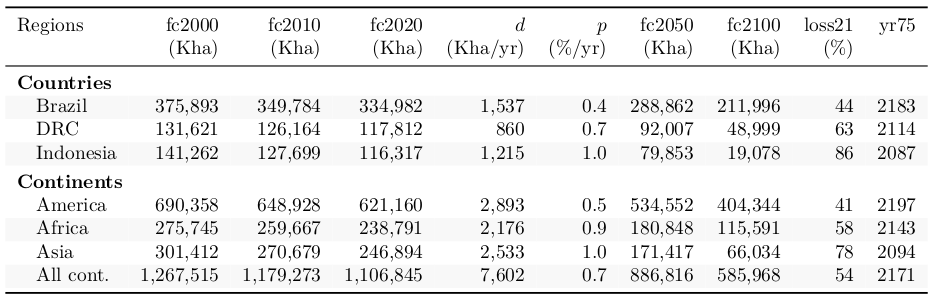 Regions fc2000 fc2010 fc2020 d p fc2050 fc2100 loss21 yr75
(Kha) (Kha) (Kha) (Kha/yr) (%/yr) (Kha) (Kha) (%)
Countries
Brazil 375,893 349,784 334,982 1,537 0.4 288,862 211,996 44 2183
DRC 131,621 126,164 117,812 860 0.7 92,007 48,999 63 2114
Indonesia 141,262 127,699 116,317 1,215 1.0 79,853 19,078 86 2087
Continents
America 690,358 648,928 621,160 2,893 0.5 534,552 404,344 41 2197
Africa 275,745 259,667 238,791 2,176 0.9 180,848 115,591 58 2143
Asia 301,412 270,679 246,894 2,533 1.0 171,417 66,034 78 2094
All cont. 1,267,515 1,179,273 1,106,845 7,602 0.7 886,816 585,968 54 2171